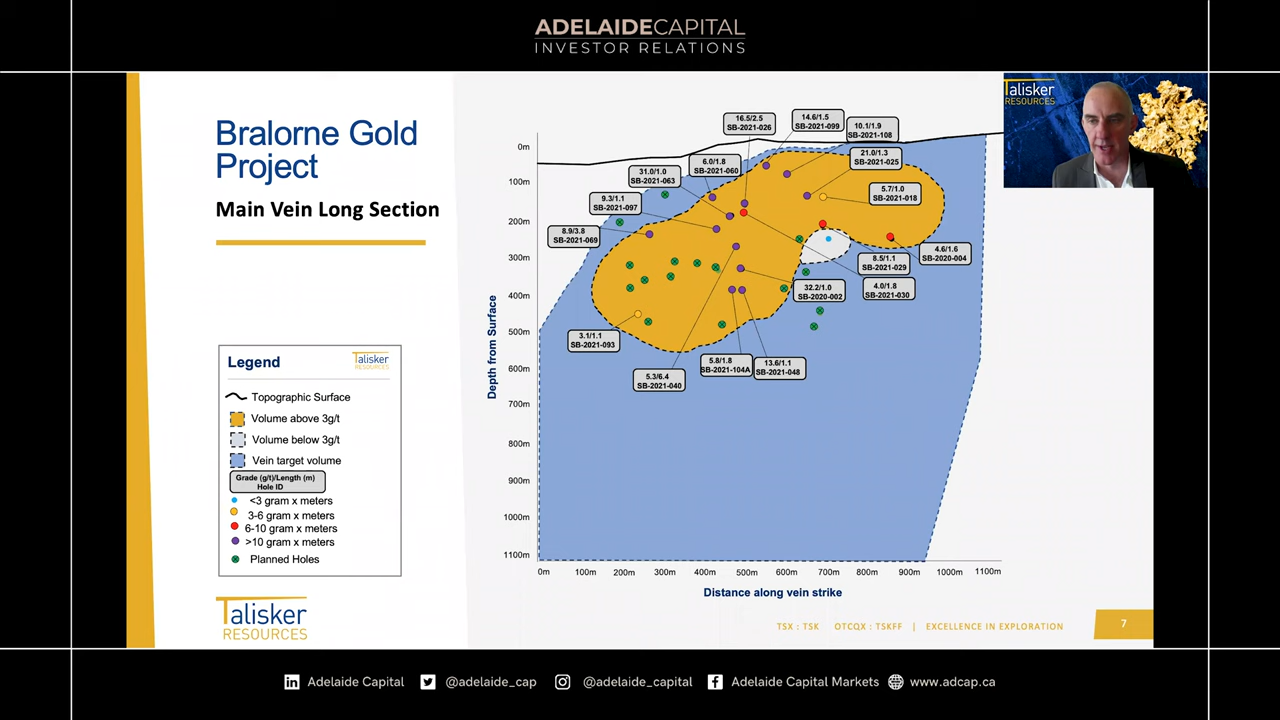 ADELAIDECAPITAL
INVESTOR RELATIONS
Talisker
RESOURCES
Bralorne Gold
Project
Main Vein Long Section
Legend
Talisker
RESOURCES
Topographic Surface
Volume above 3g/t
Volume below 3g/t
Vein target volume
Grade (g/t)/Length (m)
Hole ID
<3 gram x meters
3-6 gram x meters
6-10 gram x meters
>10 gram x meters
Planned Holes
Talisker
RESOURCES
Depth from Surface
0m
100m
200m
300m
400m
500m
600m
700m
800m
900m
1000m
1100m
16.5/2.5
SB-2021-026
14.6/1.5
SB-2021-099
10.1/1.9
SB-2021-108
21.0/1.3
SB-2021-025
6.0/1.8
SB-2021-060
31.0/1.0
SB-2021-063
5.7/1.0
SB-2021-018
9.3/1.1
SB-2021-097
8.9/3.8
SB-2021-069
4.6/1.6
SB-2020-004
8.5/1.1
SB-2021-029
4.0/1.8
SB-2021-030
32.2/1.0
SB-2020-002
3.1/1.1
SB-2021-093
5.8/1.8
SB-2021-104A
13.6/1.1
SB-2021-048
5.3/6.4
SB-2021-040
0m 100m 200m 300m 400m 500m 600m 700m 800m 900m 1000m 1100m
Distance along vein strike
TSX : TSK OTCQX : TSKFF | EXCELLENCE IN EXPLORATION
7
Adelaide Capital @adelaide_cap @adelaide_capital Adelaide Capital Markets www.adcap.ca